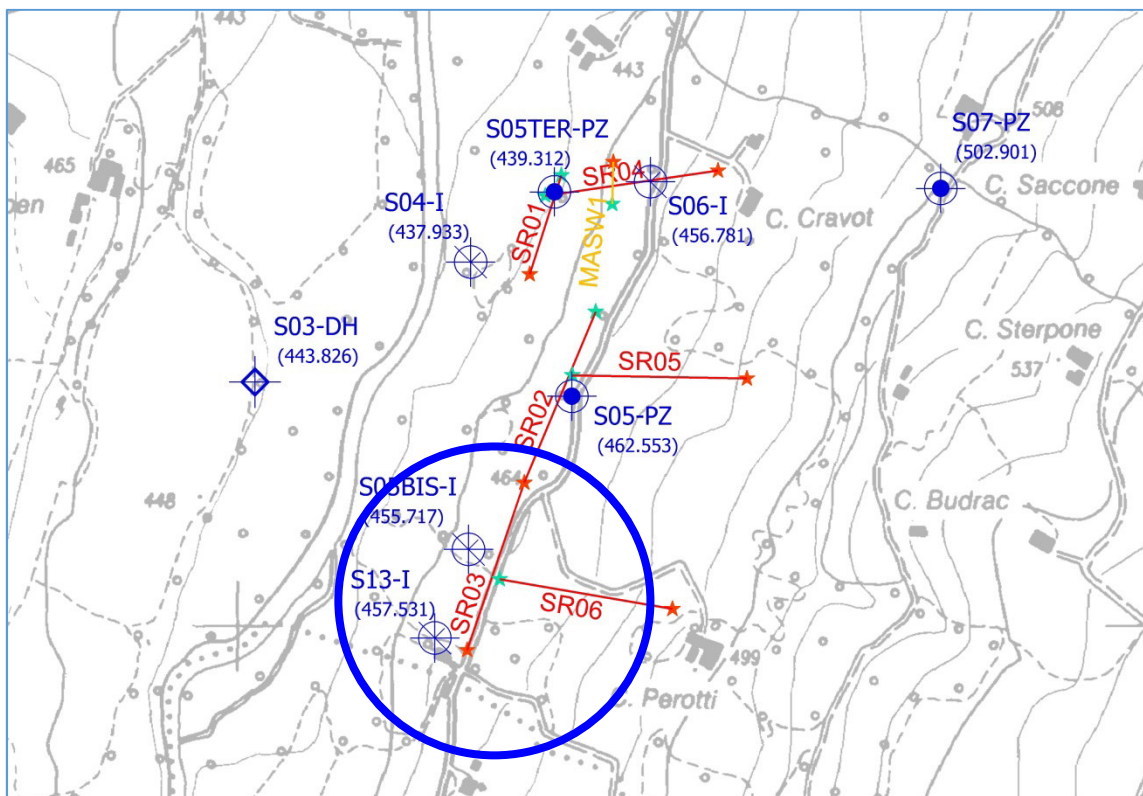 443
443
508
S07-PZ
(502.901)
S05TER-PZ
(439.312)
465
SR04
C. Saccone
S04-I
(437.933)
SR01
S06-I
(456.781)
C. Cravot
MASW1
S03-DH
(443.826)
C. Sterpone
537
SR05
SR02
S05-PZ
(462.553)
464
448
S05BIS-I
(455.717)
C. Budrac
S13-I
(457.531)
SR03
SR06
499
C. Perotti